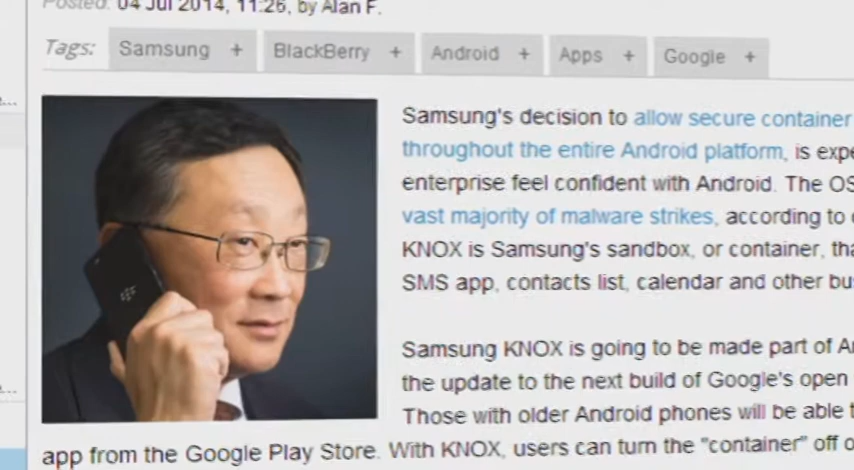 Posted: 04 Jul 2014, 11:26, by Alan F.
Tags: Samsung + BlackBerry + Android + Apps + Google +
Samsung's decision to allow secure container
throughout the entire Android platform, is expe
enterprise feel confident with Android. The OS
vast majority of malware strikes, according to
KNOX is Samsung's sandbox, or container, tha
SMS app, contacts list, calendar and other bu
Samsung KNOX is going to be made part of A
the update to the next build of Google's open
Those with older Android phones will be able
app from the Google Play Store. With KNOX, users can turn the "container" off o